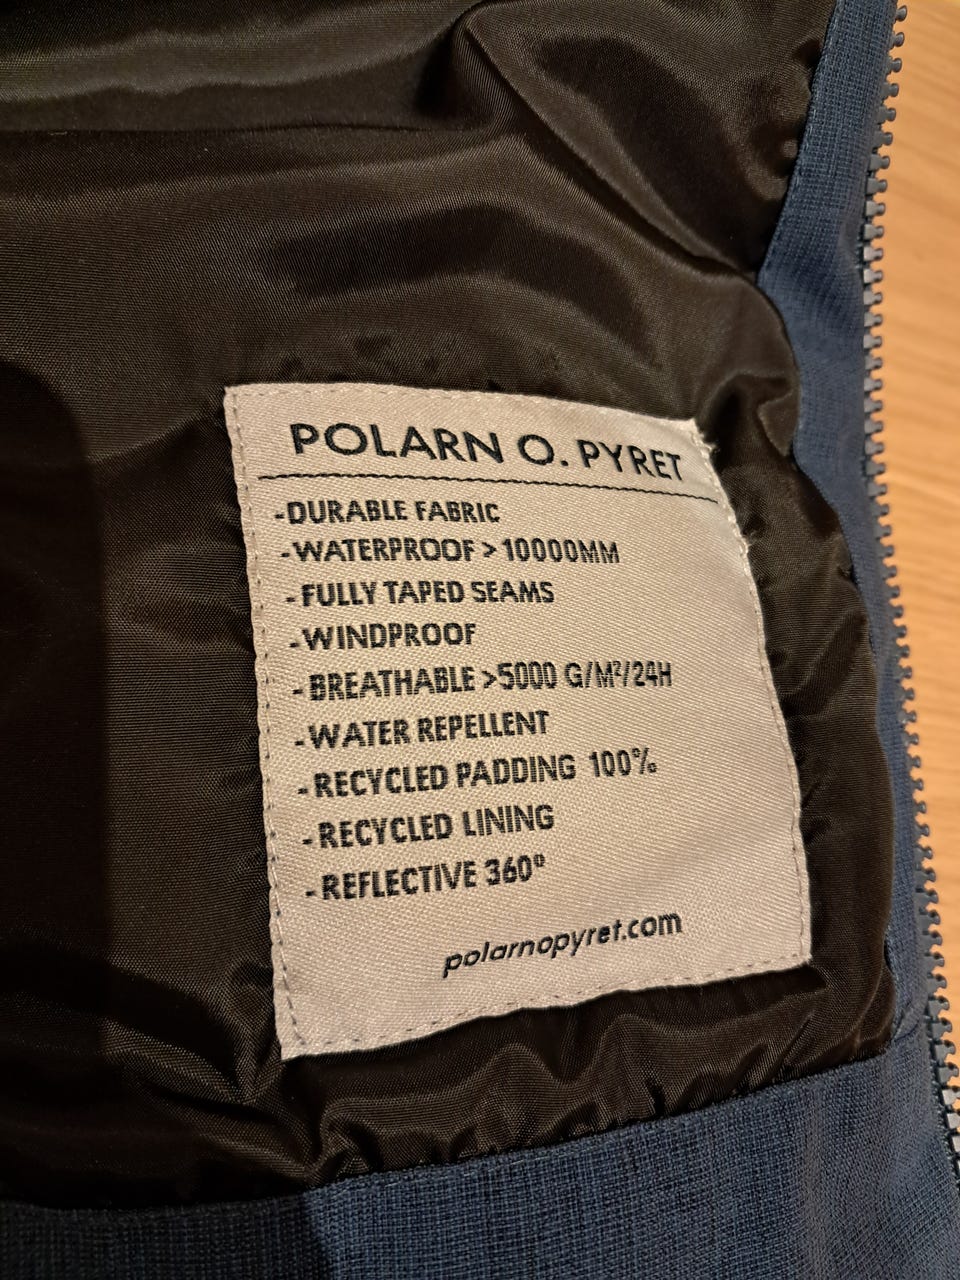 POLARN O. PYRET
-DURABLE FABRIC
-WATERPROOF > 10000MM
-FULLY TAPED SEAMS
-WINDPROOF
-BREATHABLE >5000 G/M²/24H
-WATER REPELLENT
-RECYCLED PADDING 100%
-RECYCLED LINING
-REFLECTIVE 360°
polarnopyret.com